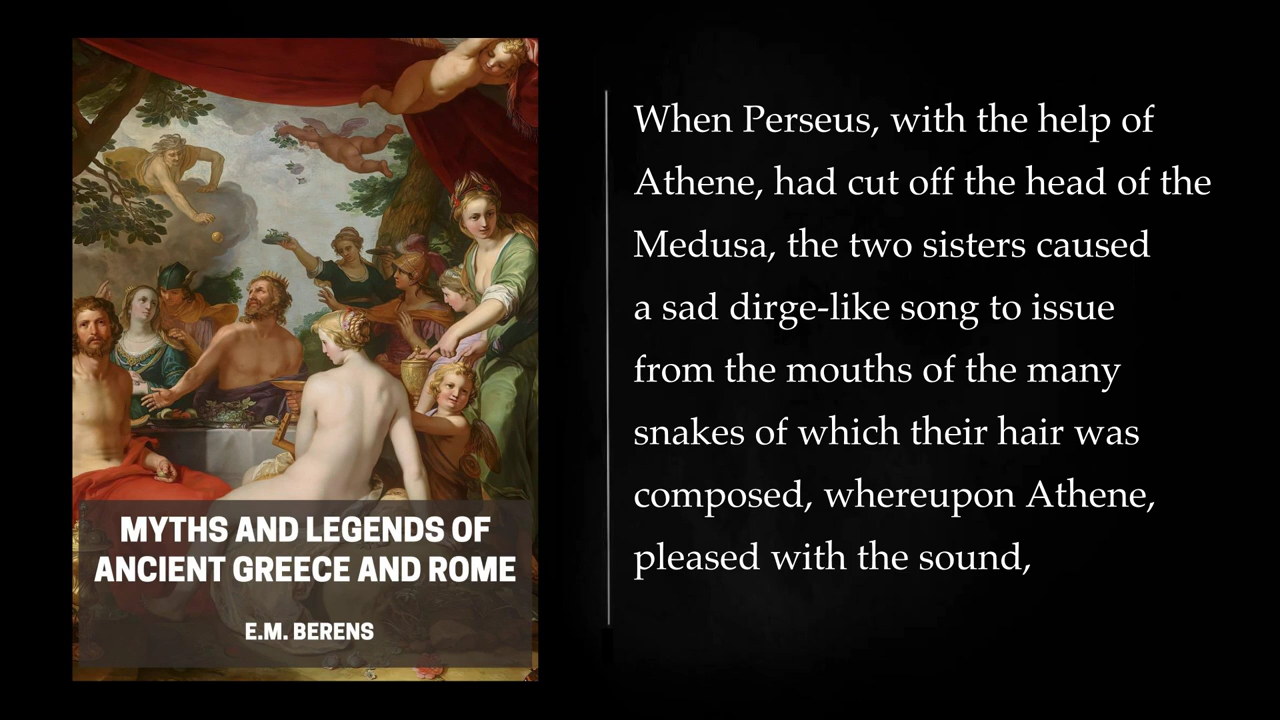 MYTHS AND LEGENDS OF
ANCIENT GREECE AND ROME
E.M. BERENS
When Perseus, with the help of
Athene, had cut off the head of the
Medusa, the two sisters caused
a sad dirge-like song to issue
from the mouths of the many
snakes of which their hair was
composed, whereupon Athene,
pleased with the sound,